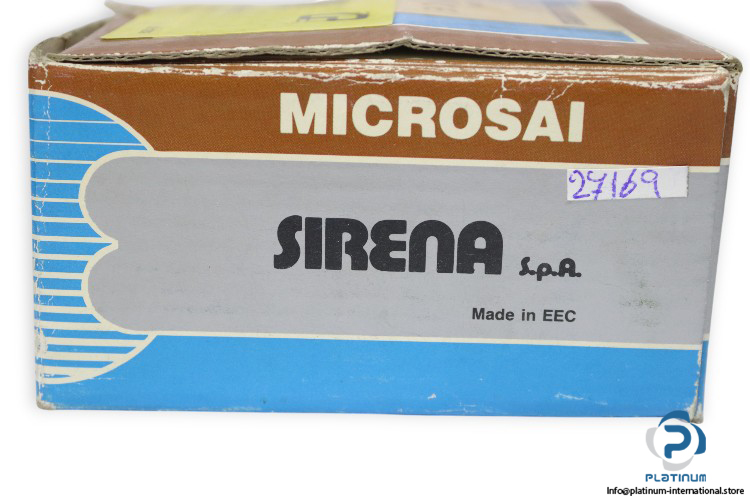 MICROSAI
27169
SIRENA S.p.A.
Made in EEC
PLATINUM
Info@platinum-international.store